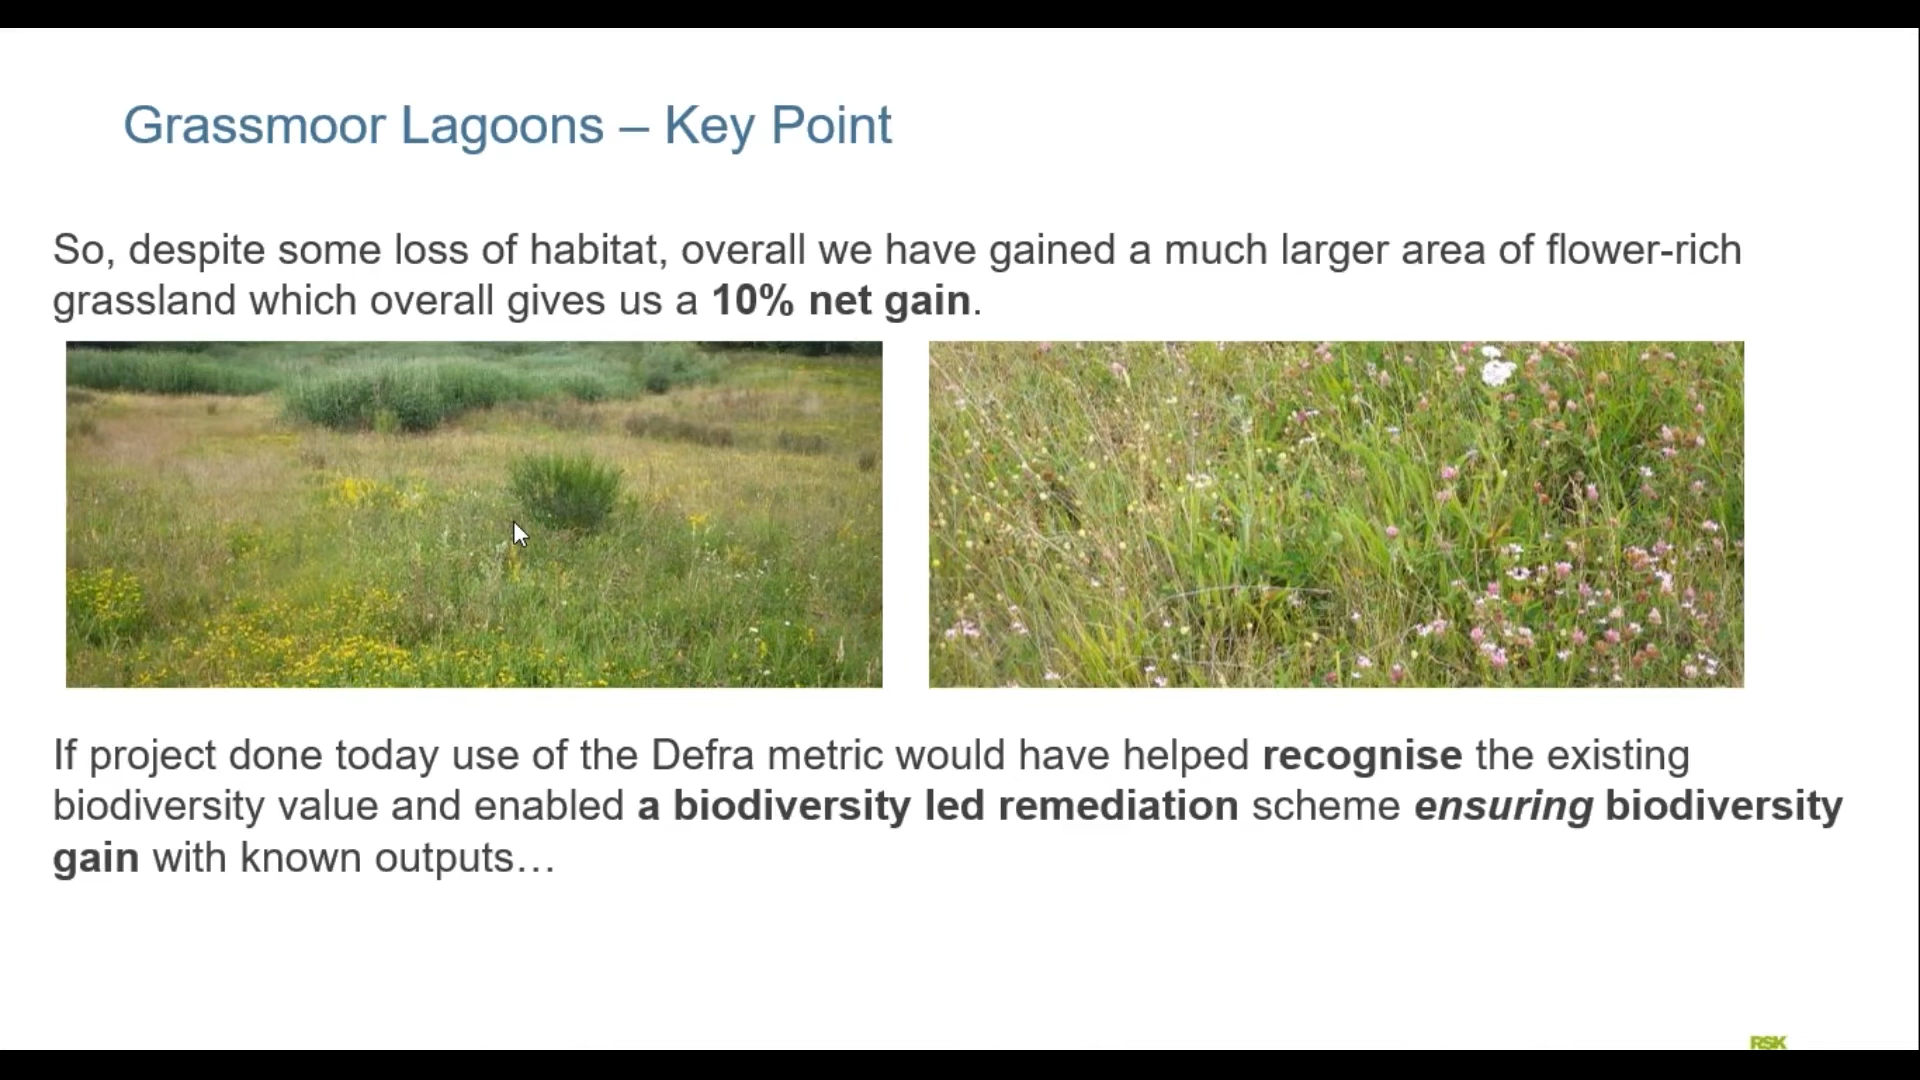 Grassmoor Lagoons – Key Point
So, despite some loss of habitat, overall we have gained a much larger area of flower-rich
grassland which overall gives us a 10% net gain.
If project done today use of the Defra metric would have helped recognise the existing
biodiversity value and enabled a biodiversity led remediation scheme ensuring biodiversity
gain with known outputs…
RSK